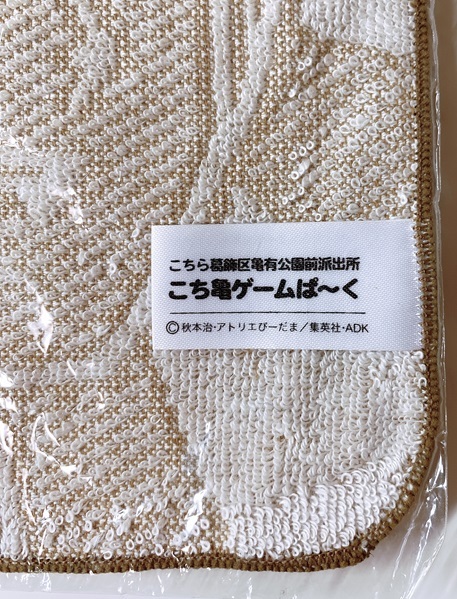 こちら葛飾区亀有公園前派出所
こち亀ゲームぱ〜く
©秋本治・アトリエびーだま/集英社・ADK